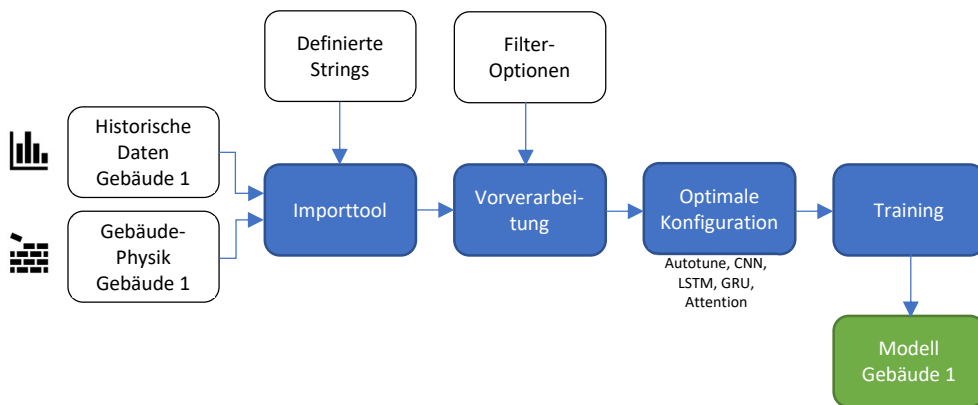 Definierte
Strings
Filter-
Optionen
Historische
Daten
Gebäude 1
Gebäude-
Physik
Gebäude 1
Importtool
Vorverarbei-
tung
Optimale
Konfiguration
Autotune, CNN,
LSTM, GRU,
Attention
Training
Modell
Gebäude 1